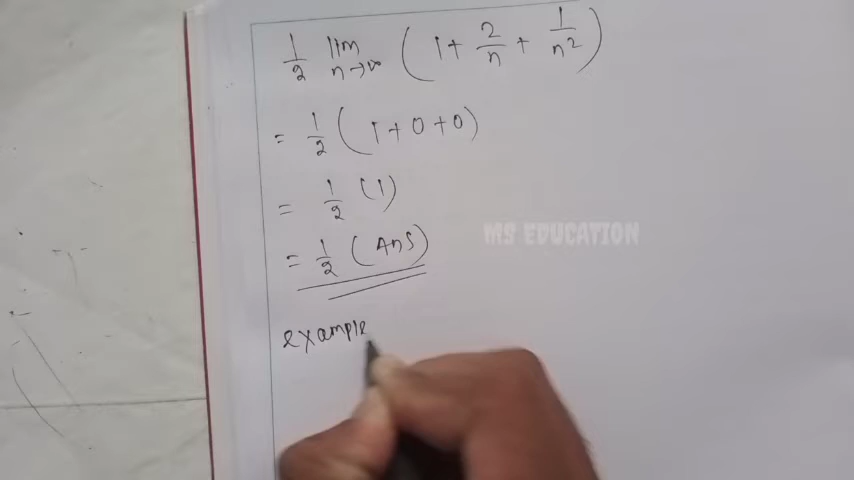 1/2 lim n→∞ (1 + 2/n + 1/n²)
= 1/2 (1 + 0 + 0)
= 1/2 (1)
= 1/2 (Ans)
MS EDUCATION
example